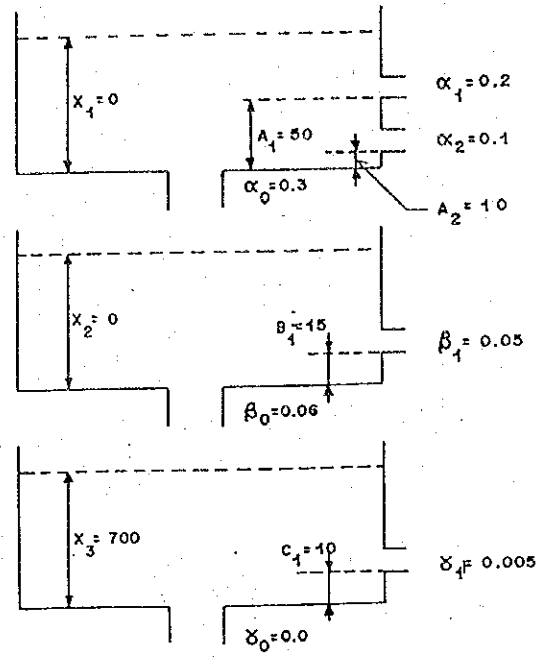 X₁= 0
α₁= 0.2
A₁= 50
α₂= 0.1
α₀= 0.3
A₂= 10
X₂= 0
B₁= 15
β₁= 0.05
β₀= 0.06
X₃= 700
C₁= 10
γ₁= 0.005
γ₀= 0.0